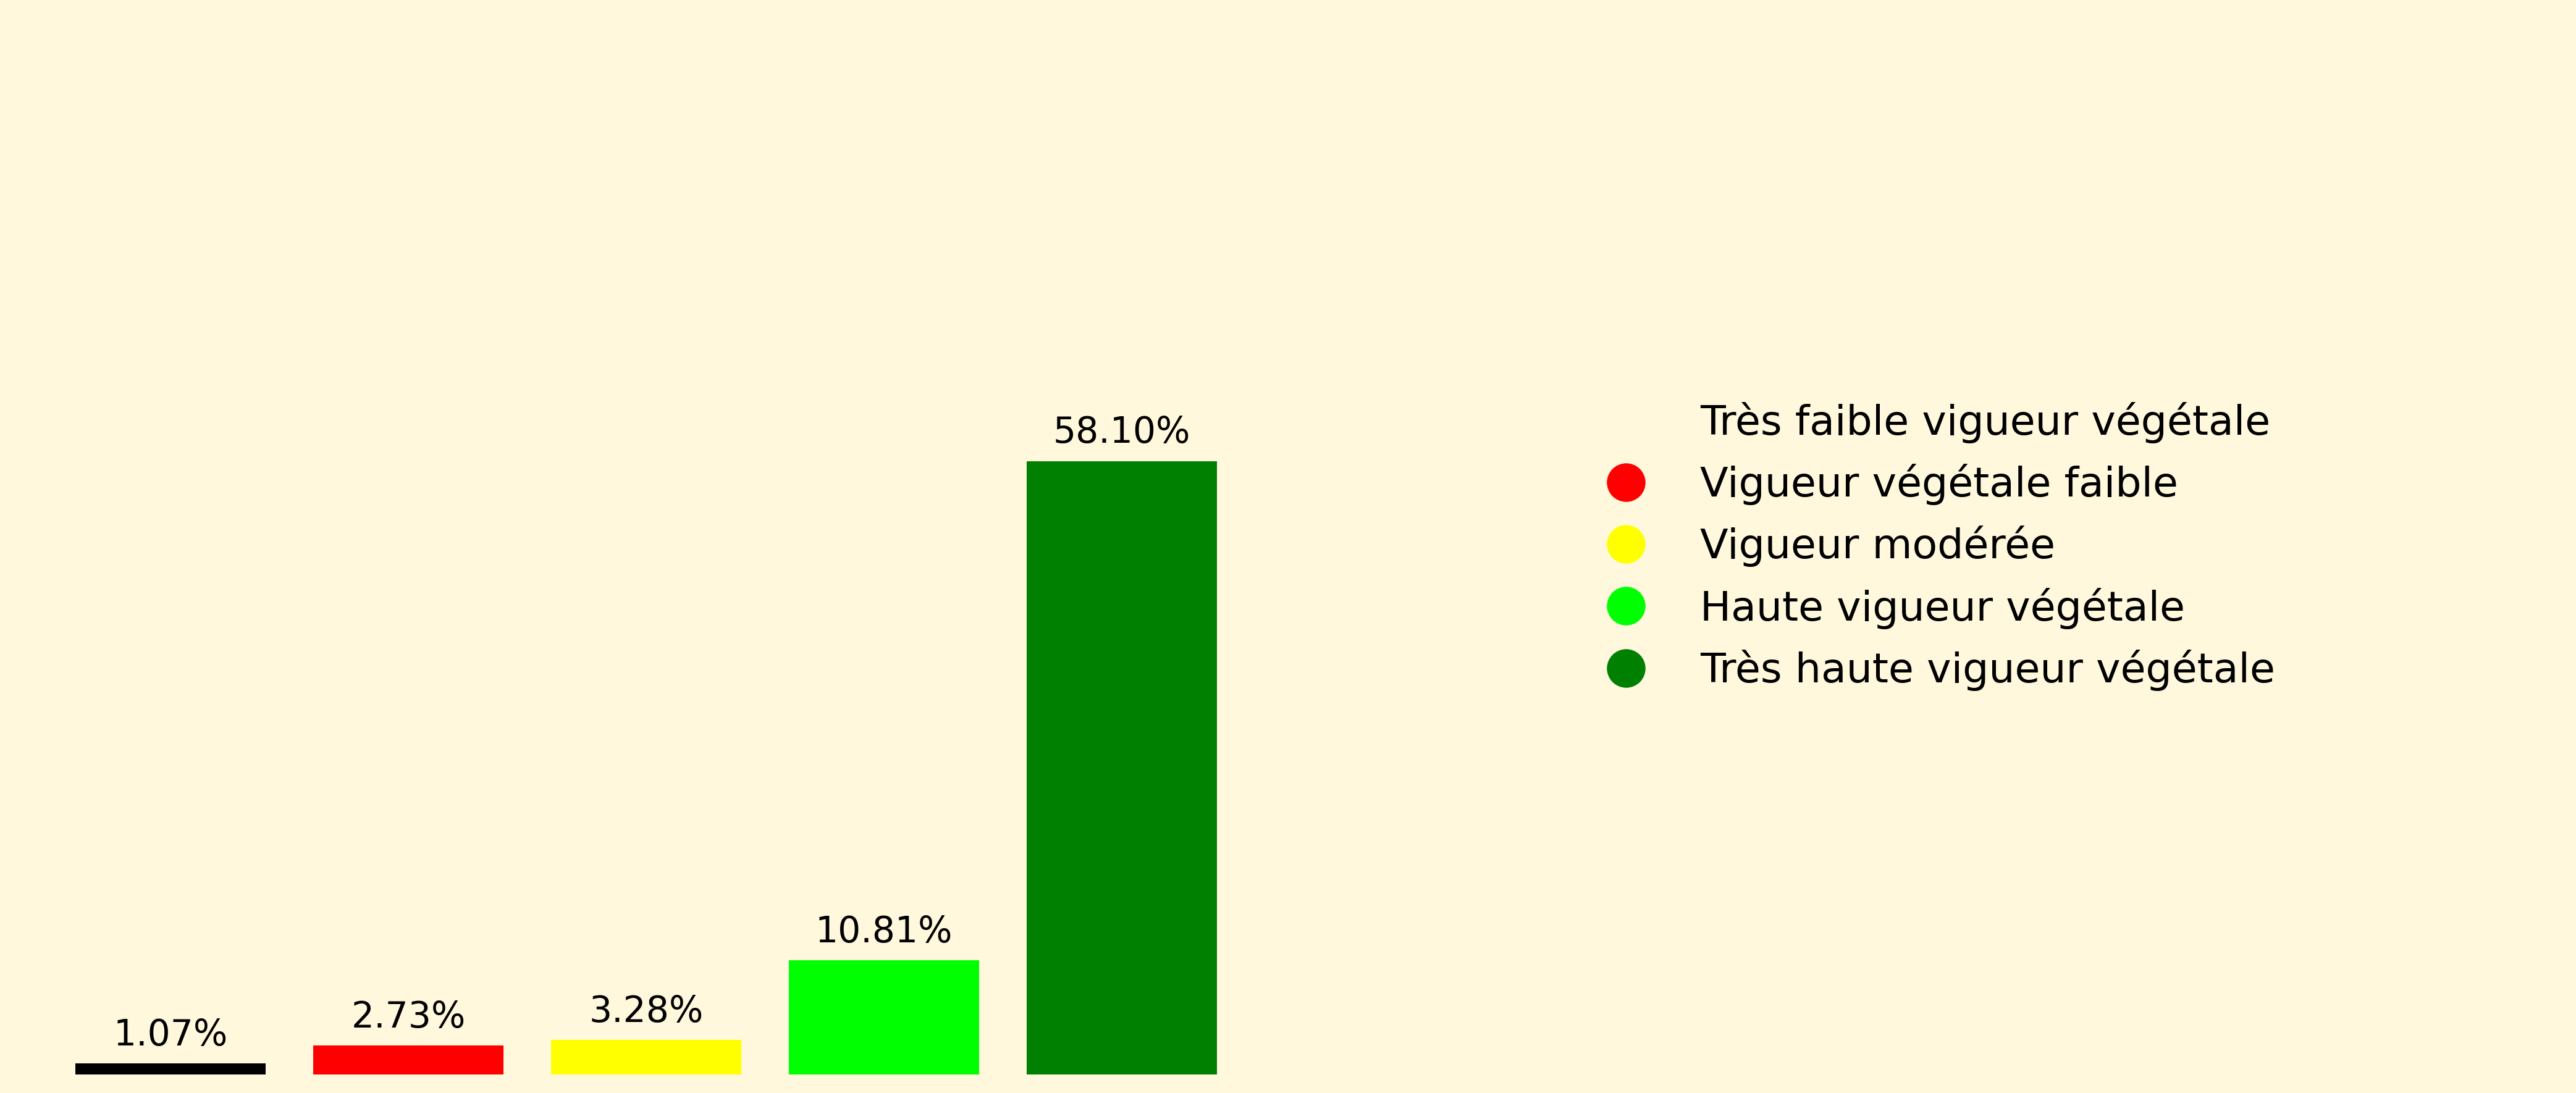 58.10%
10.81%
3.28%
2.73%
1.07%
Très faible vigueur végétale
Vigueur végétale faible
Vigueur modérée
Haute vigueur végétale
Très haute vigueur végétale